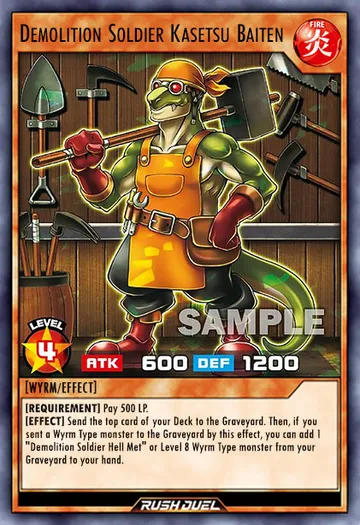 Demolition Soldier Kasetsu Baiten
FIRE
炎
SAMPLE
LEVEL
4
ATK 600 DEF 1200
[WYRM/EFFECT]
[REQUIREMENT] Pay 500 LP.
[EFFECT] Send the top card of your Deck to the Graveyard. Then, if you
sent a Wyrm Type monster to the Graveyard by this effect, you can add 1
"Demolition Soldier Hell Met" or Level 8 Wyrm Type monster from
your Graveyard to your hand.
RUSH DUEL